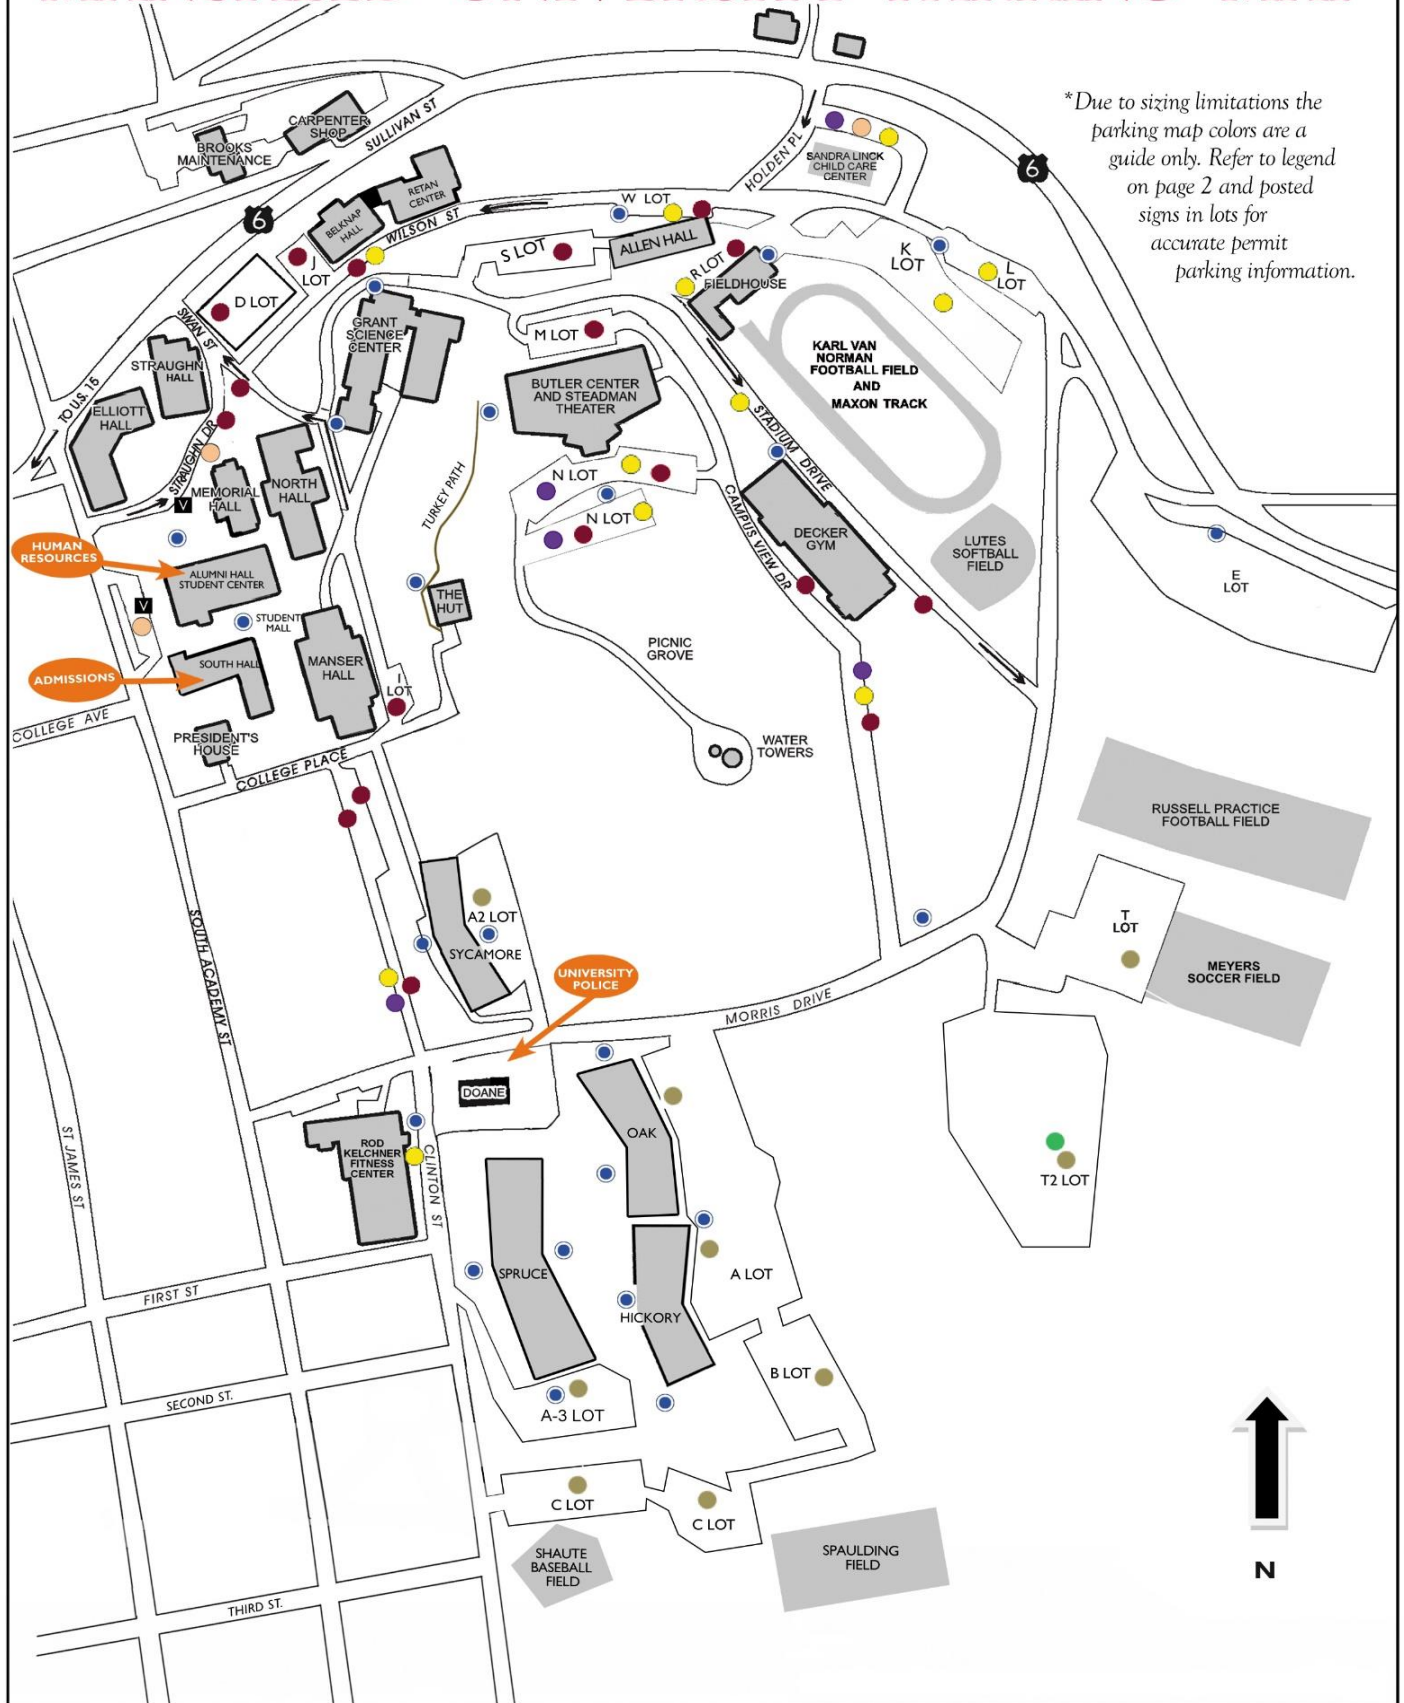 *Due to sizing limitations the
parking map colors are a
guide only. Refer to legend
on page 2 and posted
signs in lots for
accurate permit
parking information.
CARPENTER
SHOP
SULLIVAN ST
BROOKS
MAINTENANCE
RETAN
CENTER
BELKNAP
HALL
WILSON ST
6
6
HOLDEN PL
SANDRA LINCK
CHILD CARE
CENTER
W LOT
ALLEN HALL
S LOT
J
LOT
D LOT
R LOT
FIELDHOUSE
K
LOT
L
LOT
SWAN ST
GRANT
SCIENCE
CENTER
M LOT
KARL VAN
NORMAN
FOOTBALL FIELD
AND
MAXON TRACK
STRAUGHN
HALL
TO U.S. 15
ELLIOTT
HALL
BUTLER CENTER
AND STEADMAN
THEATER
STRAUGHN DR
STADIUM DRIVE
MEMORIAL
HALL
NORTH
HALL
TURKEY PATH
N LOT
N LOT
V
CAMPUS VIEW DR
DECKER
GYM
LUTES
SOFTBALL
FIELD
E
LOT
HUMAN
RESOURCES
ALUMNI HALL
STUDENT CENTER
THE
HUT
V
STUDENT
MALL
PICNIC
GROVE
ADMISSIONS
SOUTH HALL
MANSER
HALL
I
LOT
COLLEGE AVE
PRESIDENT'S
HOUSE
COLLEGE PLACE
WATER
TOWERS
RUSSELL PRACTICE
FOOTBALL FIELD
SOUTH ACADEMY ST
A2 LOT
SYCAMORE
T
LOT
MEYERS
SOCCER FIELD
UNIVERSITY
POLICE
MORRIS DRIVE
DOANE
ST JAMES ST
ROD
KELCHNER
FITNESS
CENTER
CLINTON ST
OAK
T2 LOT
SPRUCE
A LOT
FIRST ST
HICKORY
B LOT
SECOND ST.
A-3 LOT
C LOT
C LOT
SHAUTE
BASEBALL
FIELD
SPAULDING
FIELD
N
THIRD ST.